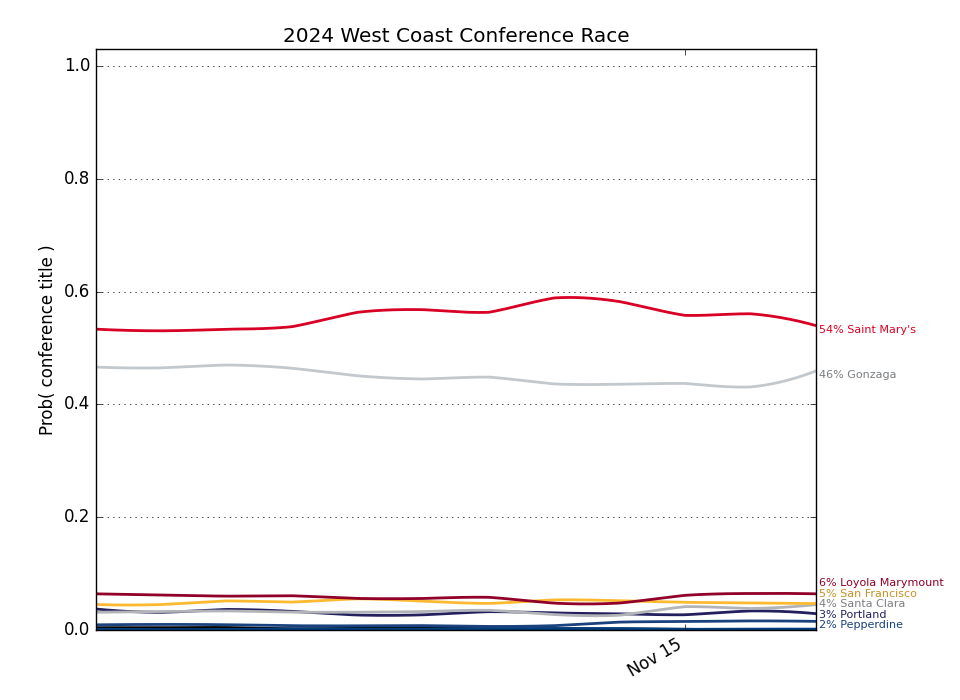 2024 West Coast Conference Race
1.0
0.8
0.6
0.4
0.2
0.0
Prob( conference title )
Nov 15
54% Saint Mary's
46% Gonzaga
6% Loyola Marymount
5% San Francisco
4% Santa Clara
3% Portland
2% Pepperdine